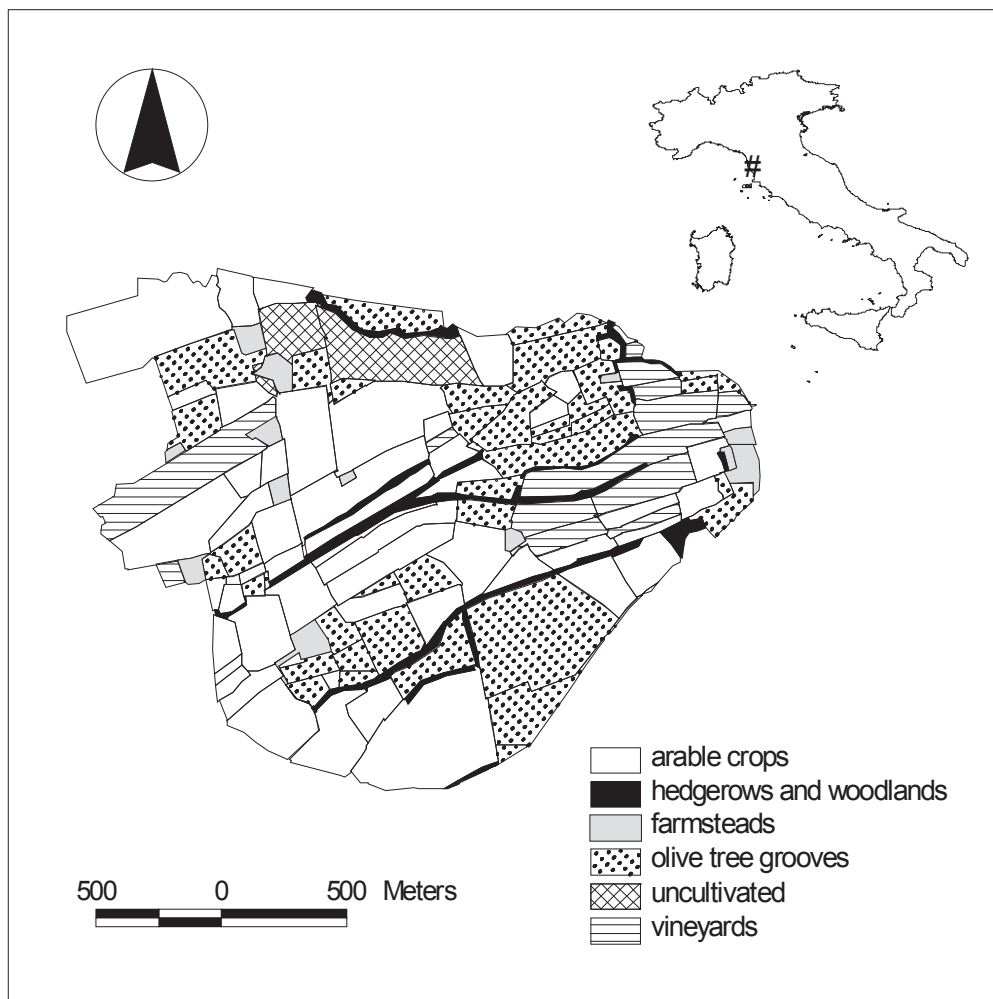 #
arable crops
hedgerows and woodlands
farmsteads
olive tree grooves
uncultivated
vineyards
500 0 500 Meters